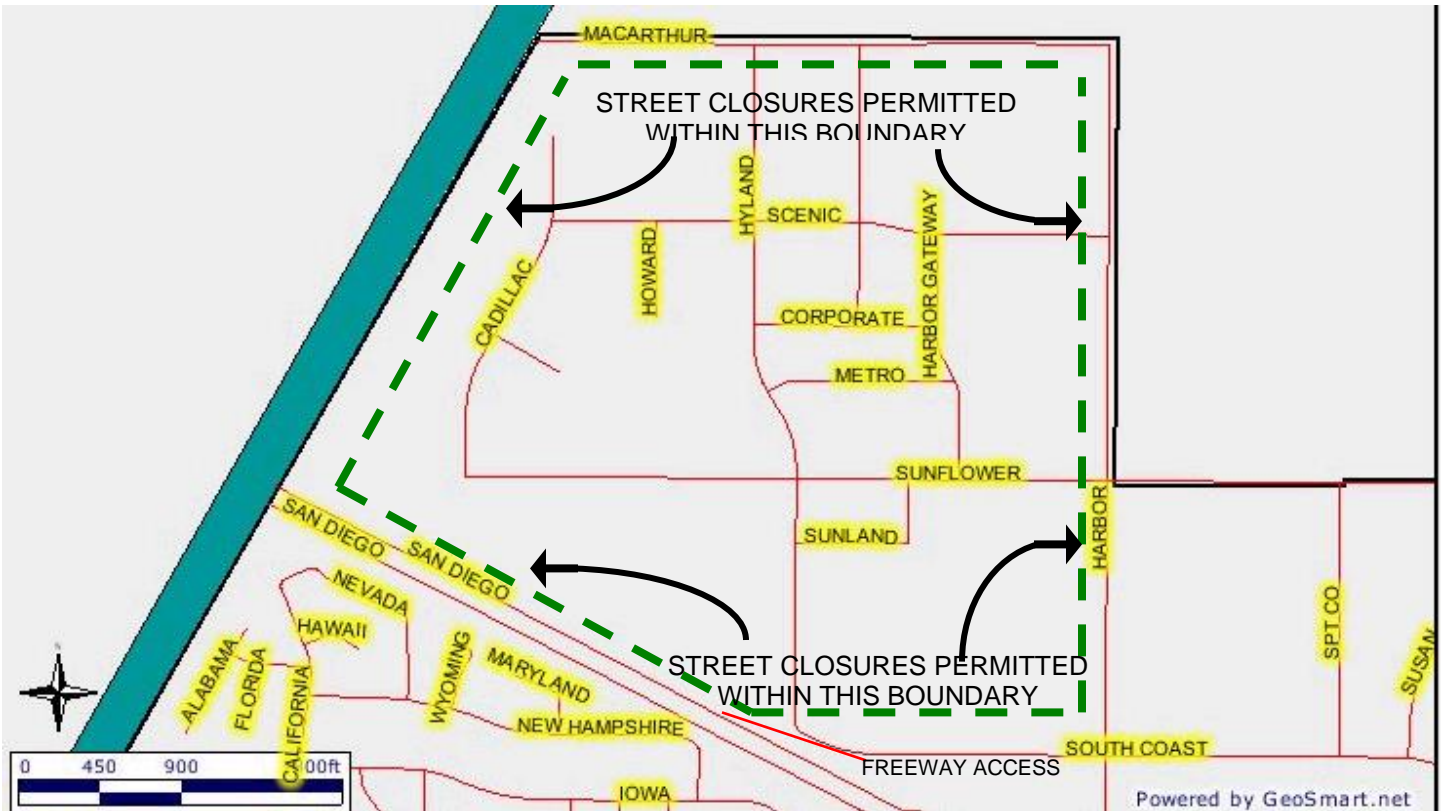 MACARTHUR
STREET CLOSURES PERMITTED
WITHIN THIS BOUNDARY
HYLAND
SCENIC
HARBOR GATEWAY
HOWARD
CADILLAC
CORPORATE
METRO
SUNFLOWER
SAN DIEGO
SAN DIEGO
SUNLAND
HARBOR
NEVADA
HAWAII
ALABAMA
FLORIDA
CALIFORNIA
WYOMING
MARYLAND
NEW HAMPSHIRE
STREET CLOSURES PERMITTED
WITHIN THIS BOUNDARY
SPT CO
SUSAN
SOUTH COAST
FREEWAY ACCESS
0 450 900
IOWA
Powered by GeoSmart.net